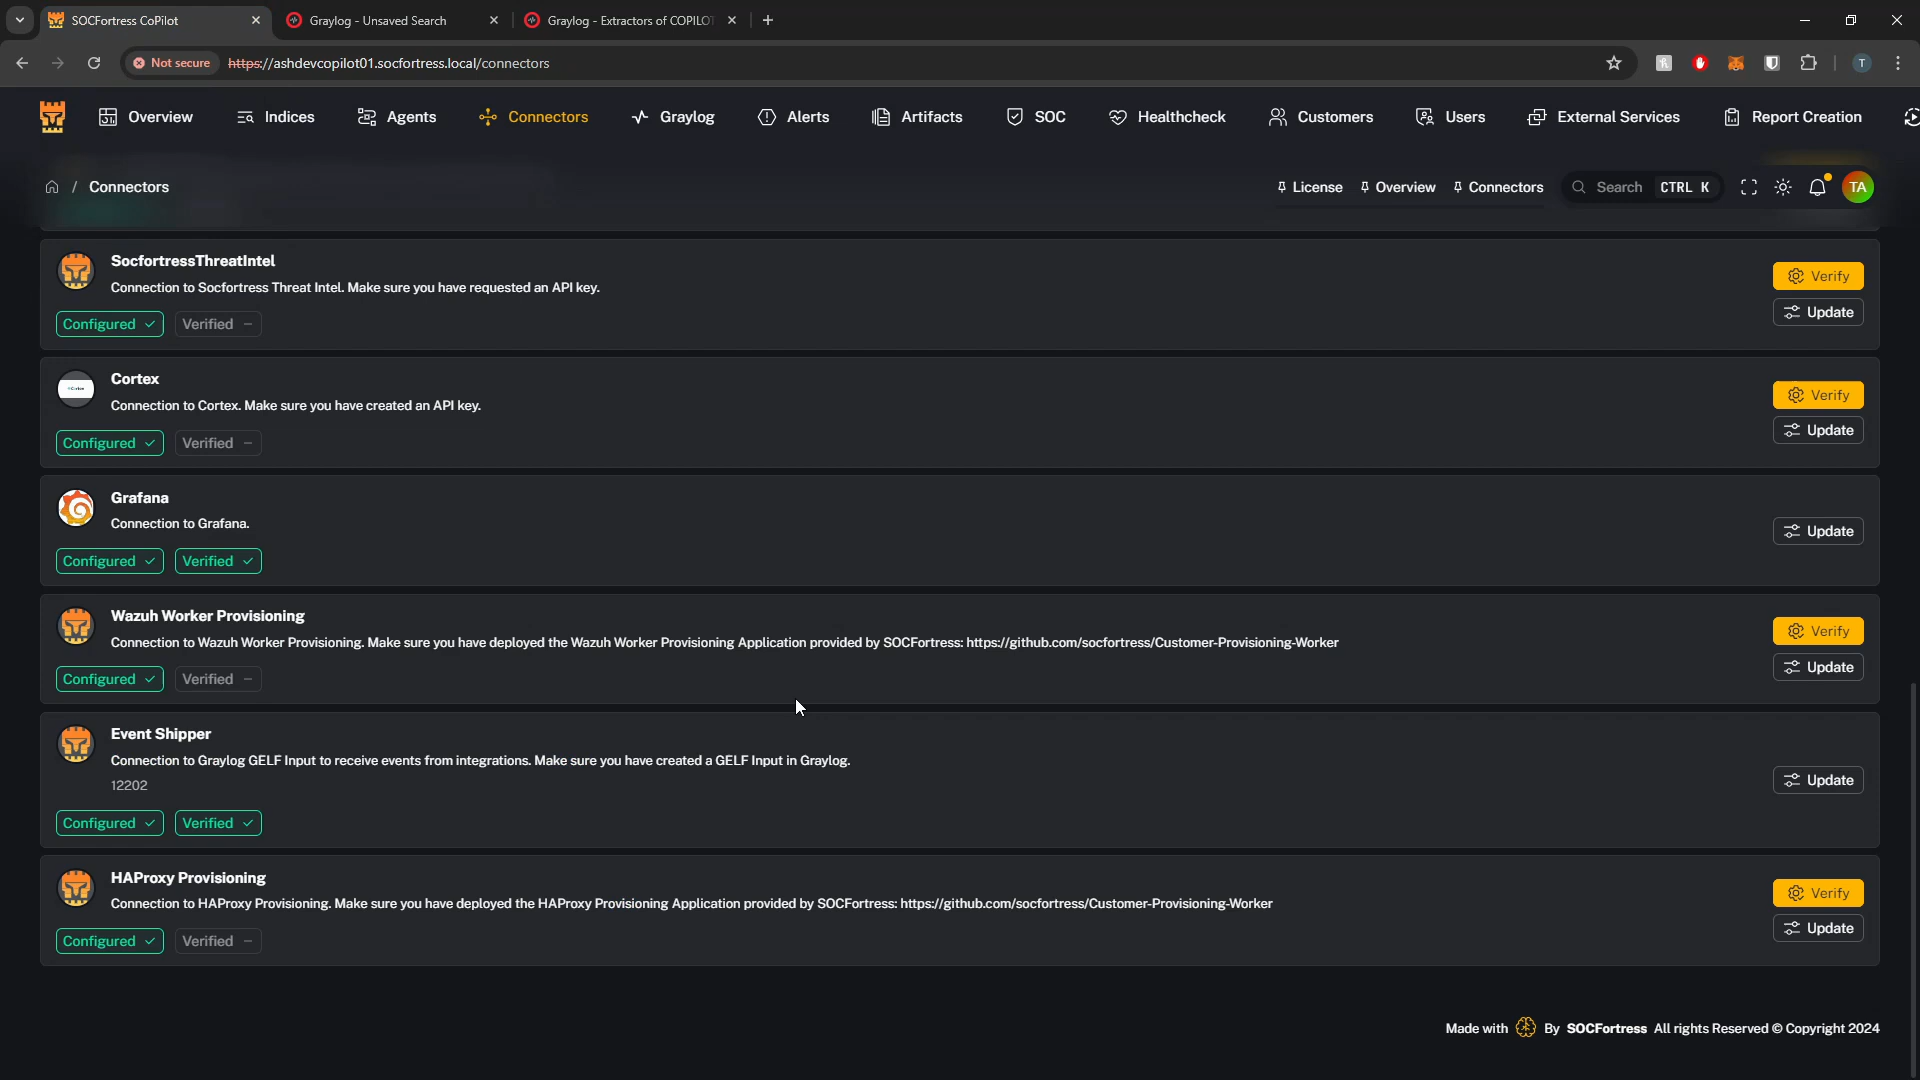 SOCFortress CoPilot
Graylog - Unsaved Search
Graylog - Extractors of COPILOT
Not secure
https://ashdevcopilot01.socfortress.local/connectors
T
Overview
Indices
Agents
Connectors
Graylog
Alerts
Artifacts
SOC
Healthcheck
Customers
Users
External Services
Report Creation
/ Connectors
License
Overview
Connectors
Search CTRL K
TA
SocfortressThreatIntel
Connection to Socfortress Threat Intel. Make sure you have requested an API key.
Configured
Verified
Verify
Update
Cortex
Connection to Cortex. Make sure you have created an API key.
Configured
Verified
Verify
Update
Grafana
Connection to Grafana.
Configured
Verified
Update
Wazuh Worker Provisioning
Connection to Wazuh Worker Provisioning. Make sure you have deployed the Wazuh Worker Provisioning Application provided by SOCFortress: https://github.com/socfortress/Customer-Provisioning-Worker
Configured
Verified
Verify
Update
Event Shipper
Connection to Graylog GELF Input to receive events from integrations. Make sure you have created a GELF Input in Graylog.
12202
Configured
Verified
Update
HAProxy Provisioning
Connection to HAProxy Provisioning. Make sure you have deployed the HAProxy Provisioning Application provided by SOCFortress: https://github.com/socfortress/Customer-Provisioning-Worker
Configured
Verified
Verify
Update
Made with By SOCFortress All rights Reserved © Copyright 2024